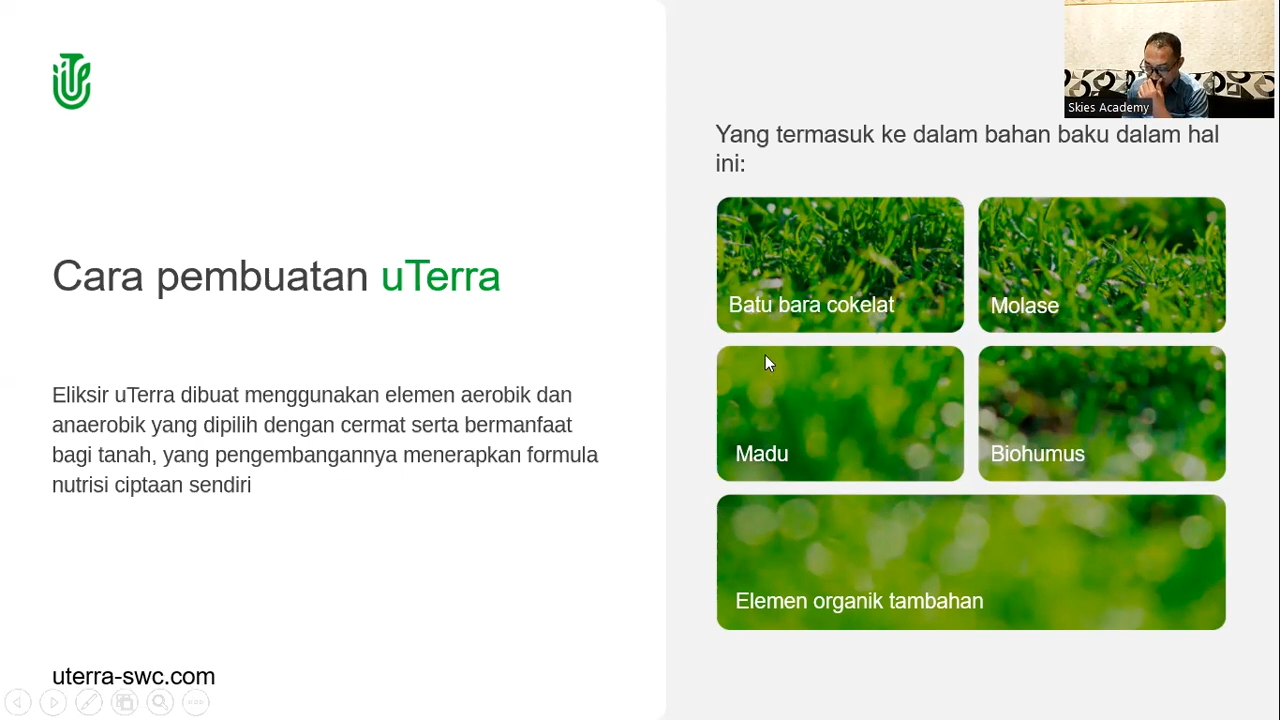 Skies Academy
Cara pembuatan uTerra
Eliksir uTerra dibuat menggunakan elemen aerobik dan
anaerobik yang dipilih dengan cermat serta bermanfaat
bagi tanah, yang pengembangannya menerapkan formula
nutrisi ciptaan sendiri
uterra-swc.com
Yang termasuk ke dalam bahan baku dalam hal
ini:
Batu bara cokelat
Molase
Madu
Biohumus
Elemen organik tambahan